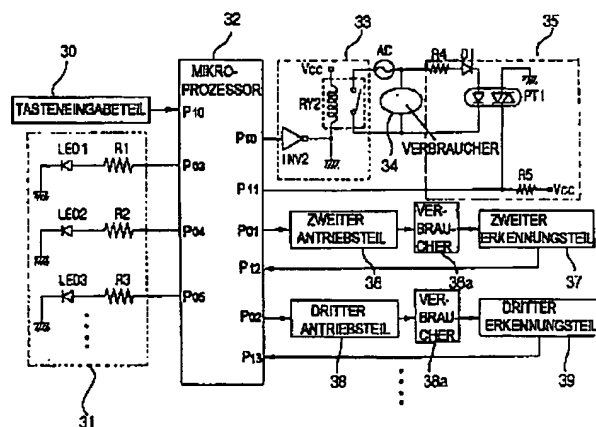 32
33
35
30
AC
R4
D1
MIKRO-
PROZESSOR
Vcc
RY2
PT1
TASTENEINGABETEIL
P10
34
VERBRAUCHER
INV2
P00
LED1
R1
P03
P11
R5
Vcc
LED2
R2
P04
P01
ZWEITER
ANTRIEBSTEIL
VER-
BRAU
CHER
ZWEITER
ERKENNUNGSTEIL
36
38a
37
P12
LED3
R3
P05
P02
DRITTER
ANTRIEBSTEIL
VER-
BRAU
CHER
DRITTER
ERKENNUNGSTEIL
P13
38
38a
39
31